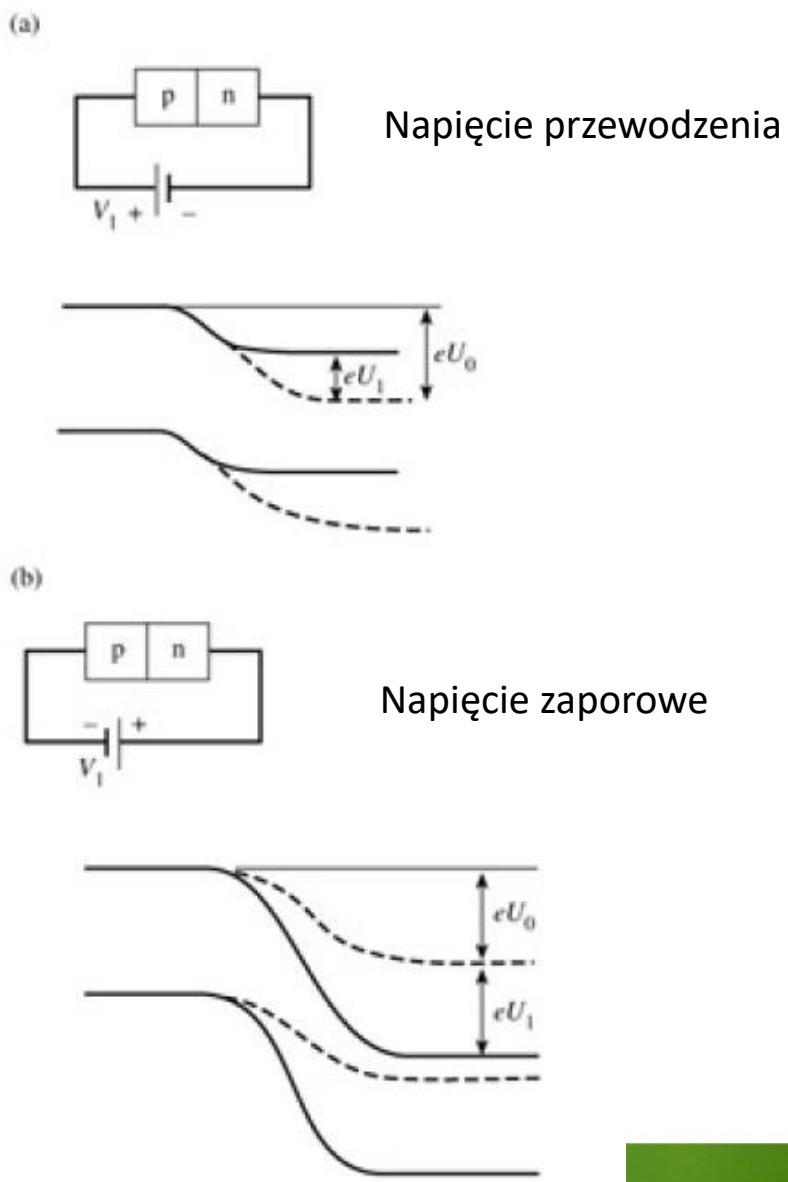 (a)
p n
Napięcie przewodzenia
V₁ + −
eU₀
eU₁
(b)
p n
Napięcie zaporowe
− +
V₁
eU₀
eU₁